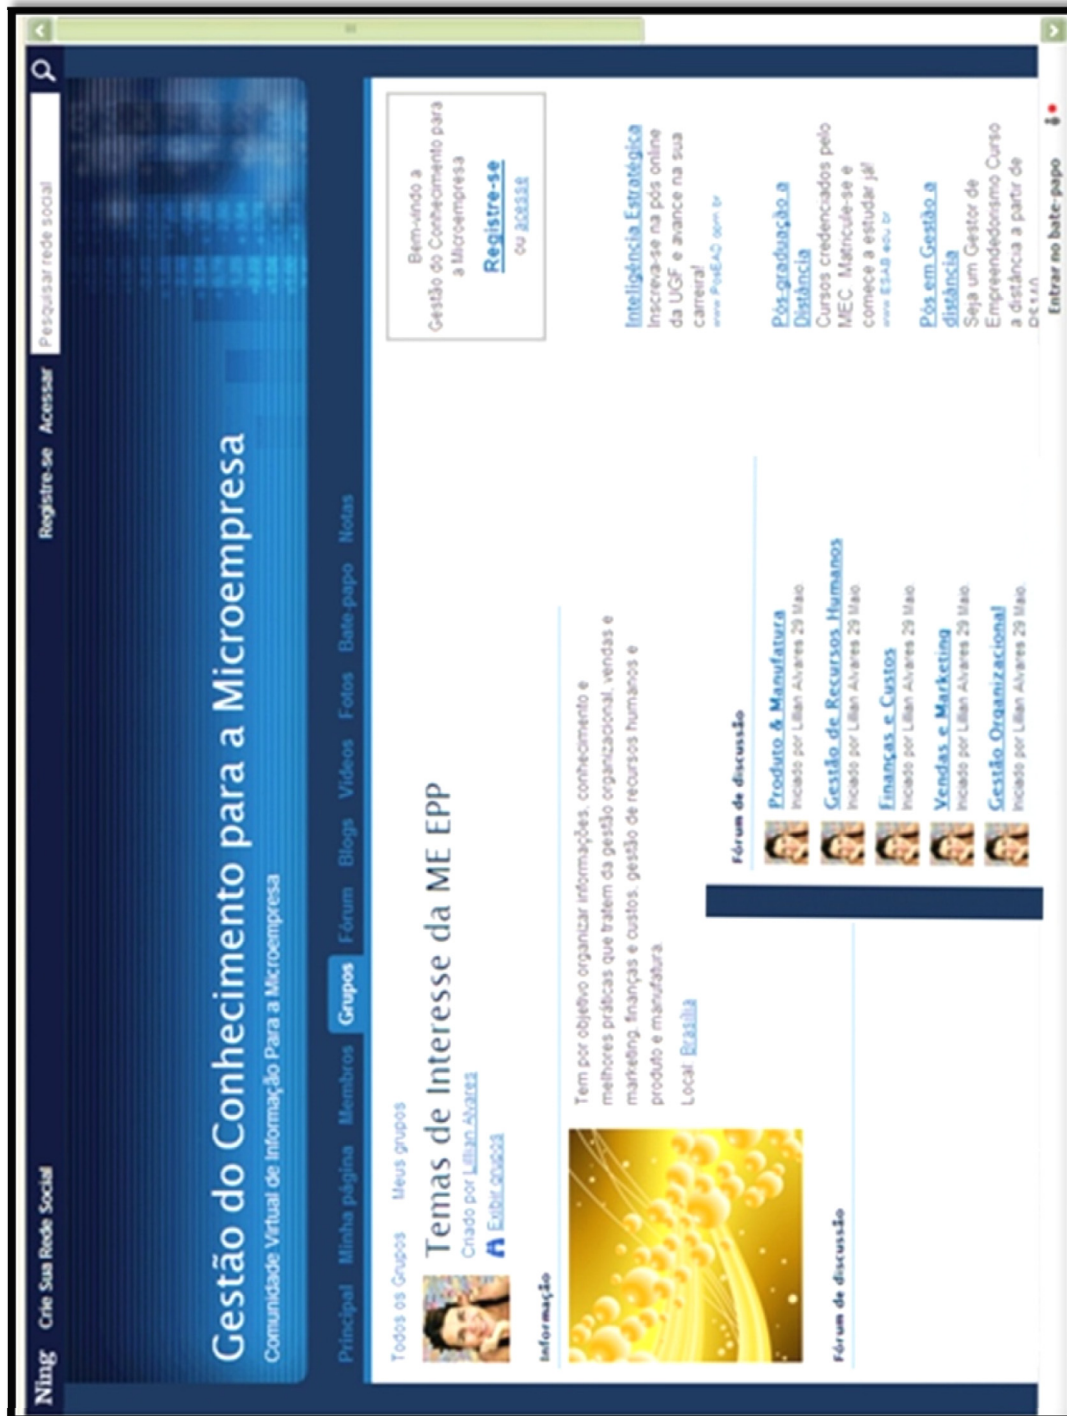 Ning Crie Sua Rede Social Registre-se Acessar Pesquisar rede social
Gestão do Conhecimento para a Microempresa
Comunidade Virtual de Informação Para a Microempresa
Principal Minha página Membros Grupos Fórum Blogs Vídeos Fotos Bate-papo Notas
Todos os Grupos Meus grupos
Temas de Interesse da ME EPP
Criado por Lillian Alvares
Exibir grupos
Informação
Tem por objetivo organizar informações, conhecimento e
melhores práticas que tratem da gestão organizacional, vendas e
marketing, finanças e custos, gestão de recursos humanos e
produto e manufatura.
Local: Brasília
Fórum de discussão
Fórum de discussão
Produto & Manufatura
Iniciado por Lillian Alvares 29 Maio.
Gestão de Recursos Humanos
Iniciado por Lillian Alvares 29 Maio.
Finanças e Custos
Iniciado por Lillian Alvares 29 Maio.
Vendas e Marketing
Iniciado por Lillian Alvares 29 Maio.
Gestão Organizacional
Iniciado por Lillian Alvares 29 Maio.
Bem-vindo a
Gestão do Conhecimento para
a Microempresa
Registre-se
ou acesse
Inteligência Estratégica
Inscreva-se na pós online
da UGF e avance na sua
carreira!
www.PosEAD.com.br
Pós-graduação a
Distância
Cursos credenciados pelo
MEC. Matricule-se e
comece a estudar já!
www.ESAB.edu.br
Pós em Gestão a
distância
Seja um Gestor de
Empreendedorismo Curso
a distância a partir de
Entrar no bate-papo